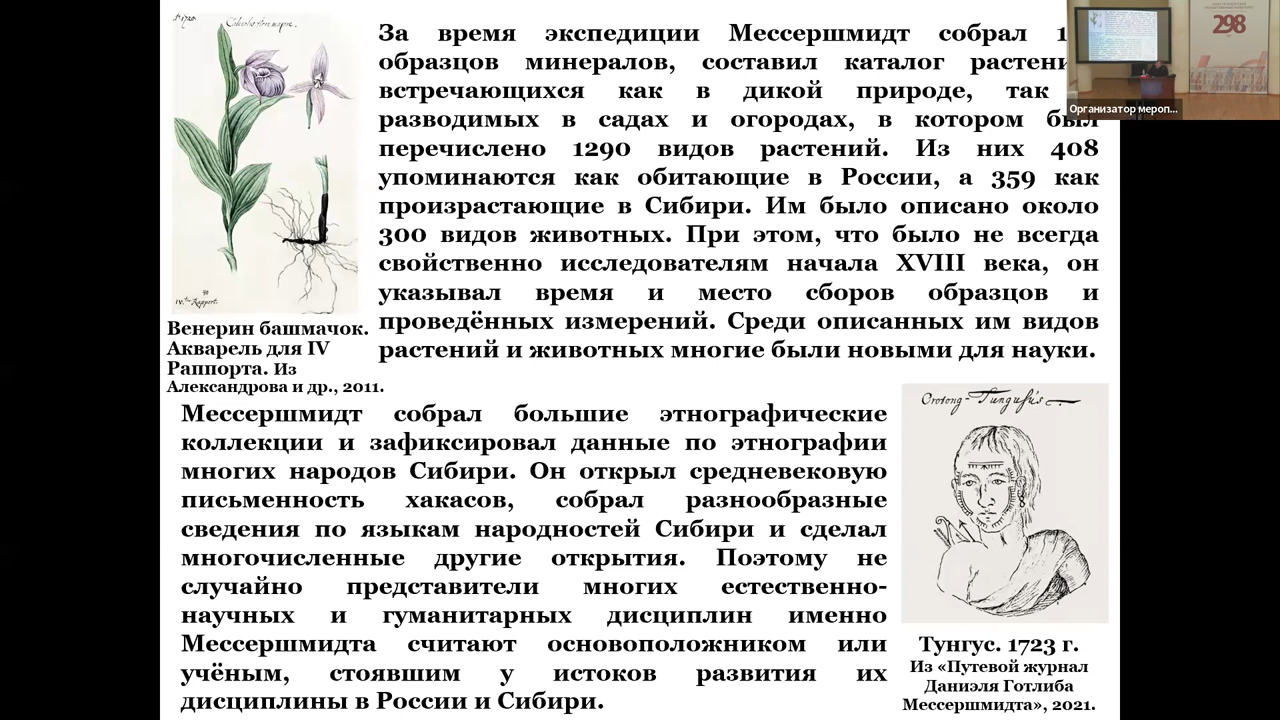 За время экспедиции Мессершмидт собрал
образцов минералов, составил каталог
встречающихся как в дикой природе, так
разводимых в садах и огородах, в котором был
перечислено 1290 видов растений. Из них 408
упоминаются как обитающие в России, а 359 как
произрастающие в Сибири. Им было описано около
300 видов животных. При этом, что было не всегда
свойственно исследователям начала XVIII века, он
указывал время и место сборов образцов и
проведённых измерений. Среди описанных им видов
растений и животных многие были новыми для науки.
Венерин башмачок.
Акварель для IV
Раппорта. Из
Александрова и др., 2011.
Мессершмидт собрал большие этнографические
коллекции и зафиксировал данные по этнографии
многих народов Сибири. Он открыл средневековую
письменность хакасов, собрал разнообразные
сведения по языкам народностей Сибири и сделал
многочисленные другие открытия. Поэтому не
случайно представители многих естественно-
научных и гуманитарных дисциплин именно
Мессершмидта считают основоположником или
учёным, стоявшим у истоков развития их
дисциплины в России и Сибири.
Тунгус. 1723 г.
Из «Путевой журнал
Даниэля Готлиба
Мессершмидта», 2021.
298
Организатор мероп...